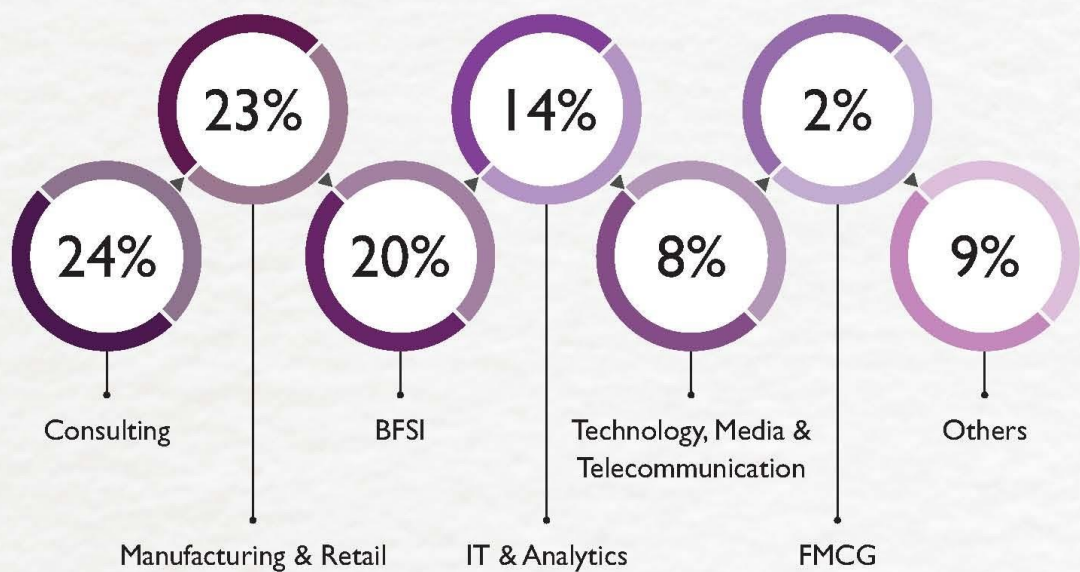 23%
14%
2%
24%
20%
8%
9%
Consulting
BFSI
Technology, Media &
Telecommunication
Others
Manufacturing & Retail
IT & Analytics
FMCG